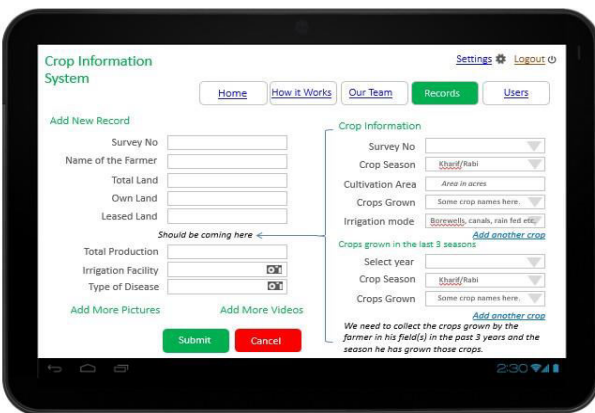 Crop Information
System
Settings Logout
Home How it Works Our Team Records Users
Add New Record
Survey No
Name of the Farmer
Total Land
Own Land
Leased Land
Should be coming here
Total Production
Irrigation Facility
Type of Disease
Add More Pictures Add More Videos
Submit Cancel
Crop Information
Survey No
Crop Season Kharif/Rabi
Cultivation Area Area in acres
Crops Grown Some crop names here.
Irrigation mode Borewells, canals, rain fed etc.
Add another crop
Crops grown in the last 3 seasons
Select year
Crop Season Kharif/Rabi
Crops Grown Some crop names here.
Add another crop
We need to collect the crops grown by the
farmer in his field(s) in the past 3 years and the
season he has grown those crops.
2:30